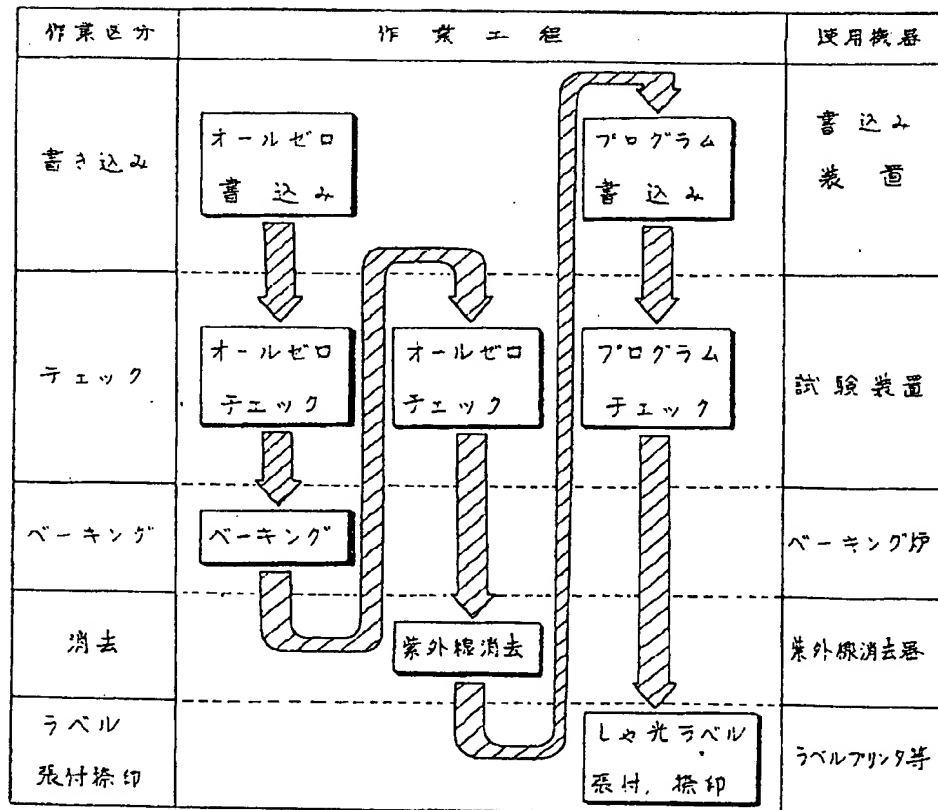 作業区分
作業工程
使用機器
書き込み
オールゼロ
書込み
プログラム
書込み
書込み
装置
チェック
オールゼロ
チェック
オールゼロ
チェック
プログラム
チェック
試験装置
ベーキング
ベーキング
ベーキング炉
消去
紫外線消去
紫外線消去器
ラベル
張付捺印
しゃ光ラベル
張付, 捺印
ラベルプリンタ等